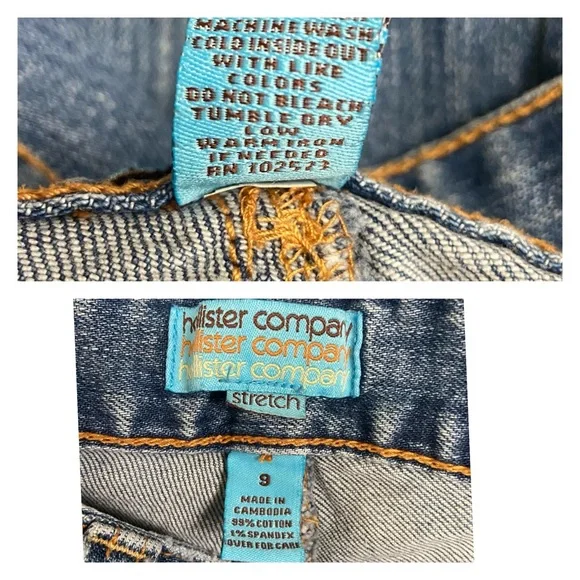 MACHINE WASH
COLD INSIDE OUT
WITH LIKE
COLORS
DO NOT BLEACH
TUMBLE DRY
LOW
WARM IRON
IF NEEDED
RN 102523
hollister company
hollister company
hollister company
stretch
9
MADE IN
CAMBODIA
99% COTTON
1% SPANDEX
OVER FOR CARE